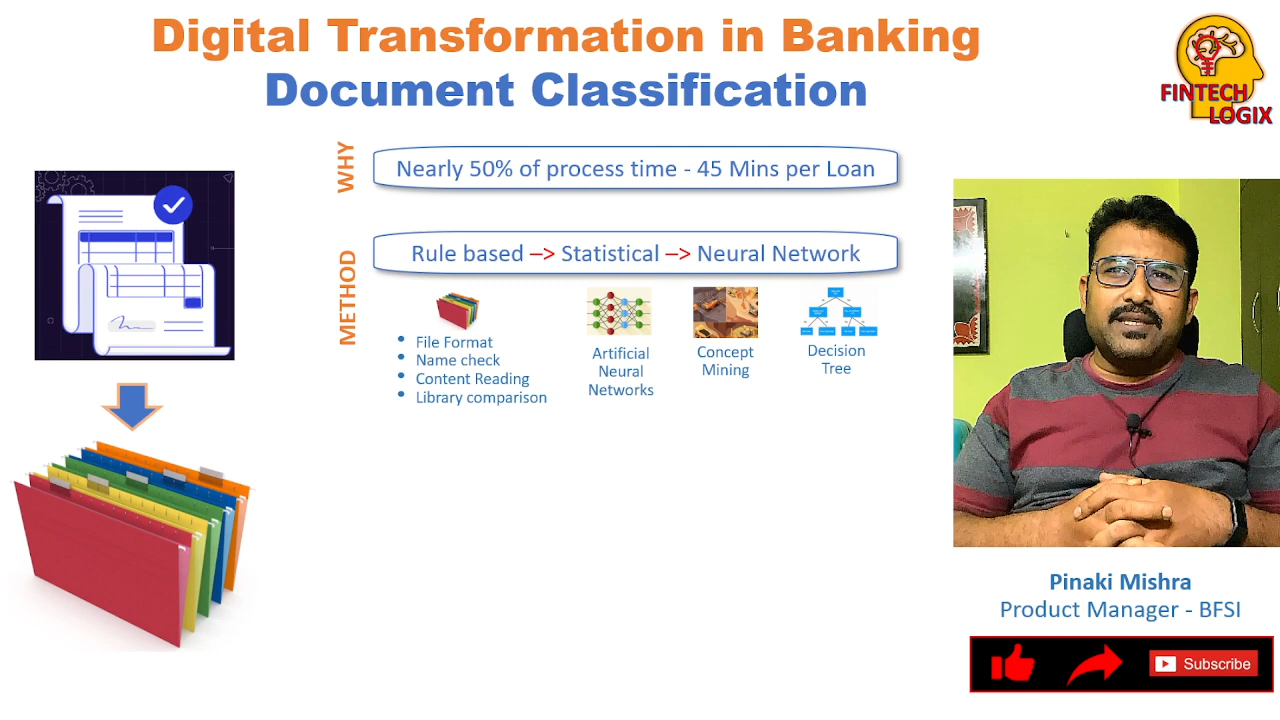 Digital Transformation in Banking
Document Classification
FINTECH
LOGIX
WHY
Nearly 50% of process time - 45 Mins per Loan
METHOD
Rule based –> Statistical –> Neural Network
• File Format
• Name check
• Content Reading
• Library comparison
Artificial
Neural
Networks
Concept
Mining
Decision
Tree
Pinaki Mishra
Product Manager - BFSI
Subscribe